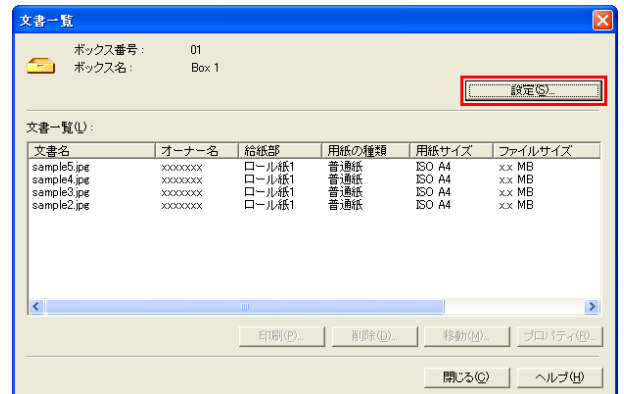 文書一覧
ボックス番号: 01
ボックス名: Box 1
設定(S)...
文書一覧(L):
文書名 オーナー名 給紙部 用紙の種類 用紙サイズ ファイルサイズ
sample5.jpg xxxxxxx ロール紙1 普通紙 ISO A4 x.x MB
sample4.jpg xxxxxxx ロール紙1 普通紙 ISO A4 x.x MB
sample3.jpg xxxxxxx ロール紙1 普通紙 ISO A4 x.x MB
sample2.jpg xxxxxxx ロール紙1 普通紙 ISO A4 x.x MB
印刷(P)... 削除(D)... 移動(M)... プロパティ(R)...
閉じる(C) ヘルプ(H)